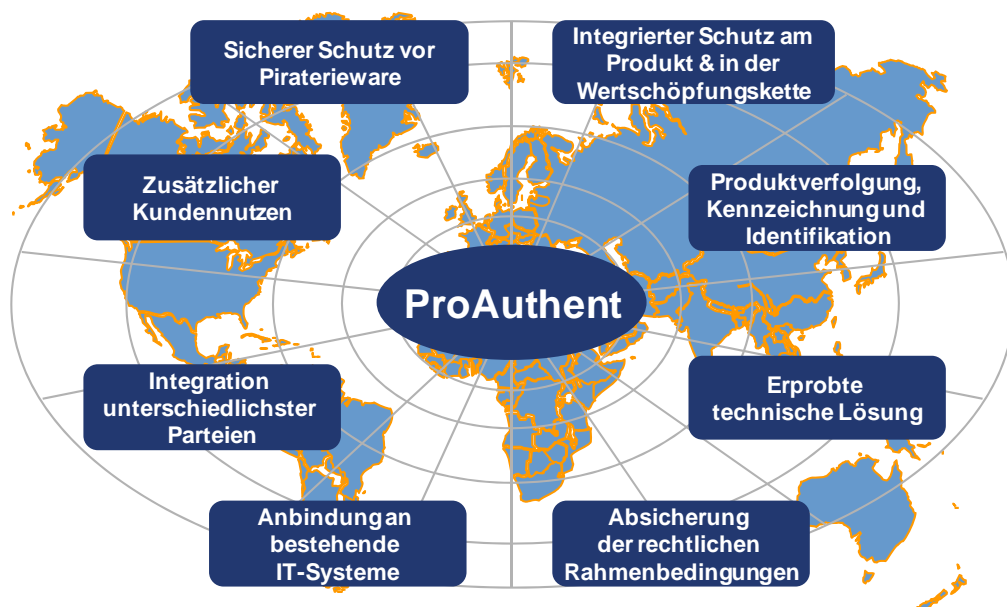 Sicherer Schutz vor
Piraterieware
Integrierter Schutz am
Produkt & in der
Wertschöpfungskette
Zusätzlicher
Kundennutzen
Produktverfolgung,
Kennzeichnung und
Identifikation
ProAuthent
Integration
unterschiedlichster
Parteien
Erprobte
technische Lösung
Anbindung an
bestehende
IT-Systeme
Absicherung
der rechtlichen
Rahmenbedingungen